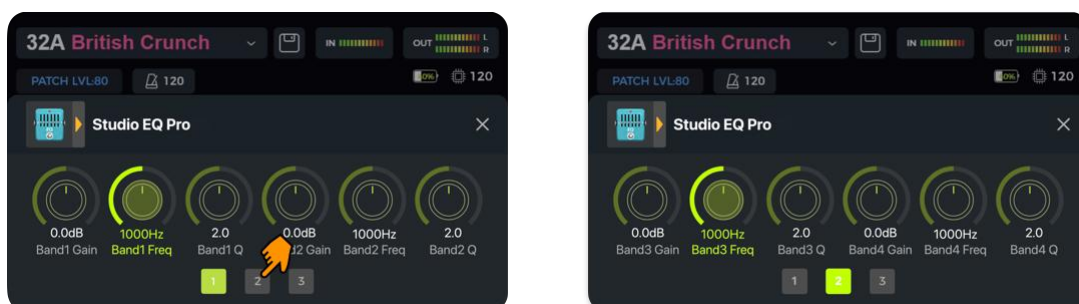 32A British Crunch
IN
OUT
L
R
PATCH LVL:80
120
120
Studio EQ Pro
0.0dB 1000Hz 2.0 0.0dB 1000Hz 2.0
Band1 Gain Band1 Freq Band1 Q Gain Band2 Freq Band2 Q
1 2 3
32A British Crunch
IN
OUT
L
R
PATCH LVL:80
120
120
Studio EQ Pro
0.0dB 1000Hz 2.0 0.0dB 1000Hz 2.0
Band3 Gain Band3 Freq Band3 Q Band4 Gain Band4 Freq Band4 Q
1 2 3